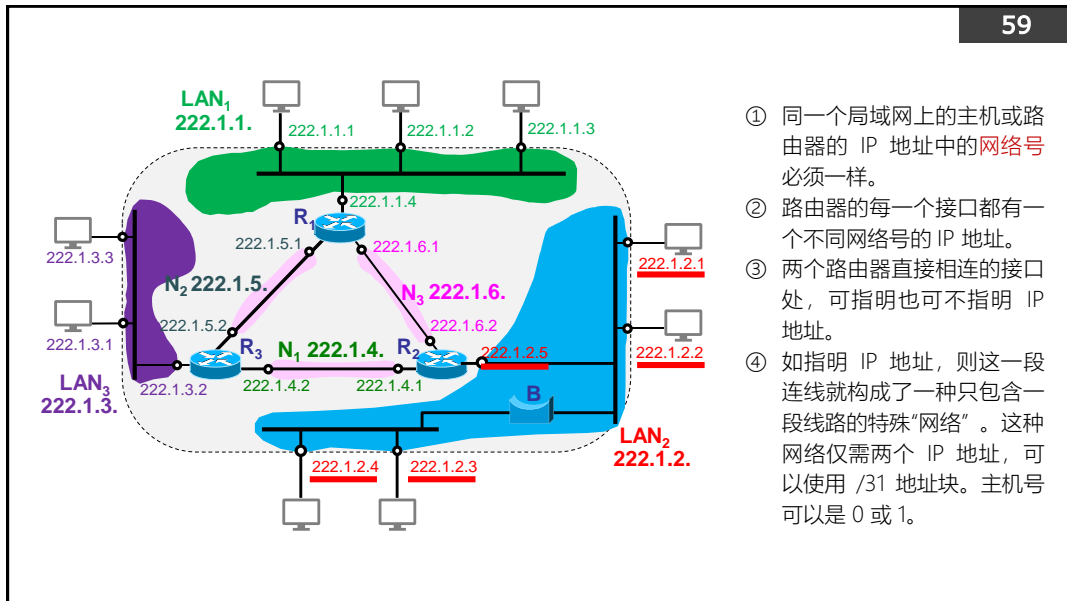 59
LAN1
222.1.1.
222.1.1.1
222.1.1.2
222.1.1.3
222.1.1.4
R1
222.1.5.1
222.1.6.1
222.1.3.3
N2 222.1.5.
N3 222.1.6.
222.1.2.1
222.1.3.1
222.1.5.2
222.1.6.2
R3
N1 222.1.4.
R2
222.1.2.5
222.1.2.2
LAN3
222.1.3.
222.1.3.2
222.1.4.2
222.1.4.1
B
LAN2
222.1.2.
222.1.2.4
222.1.2.3
① 同一个局域网上的主机或路
由器的 IP 地址中的网络号
必须一样。
② 路由器的每一个接口都有一
个不同网络号的 IP 地址。
③ 两个路由器直接相连的接口
处，可指明也可不指明 IP
地址。
④ 如指明 IP 地址，则这一段
连线就构成了一种只包含一
段线路的特殊“网络” 。这种
网络仅需两个 IP 地址，可
以使用 /31 地址块。主机号
可以是 0 或 1。